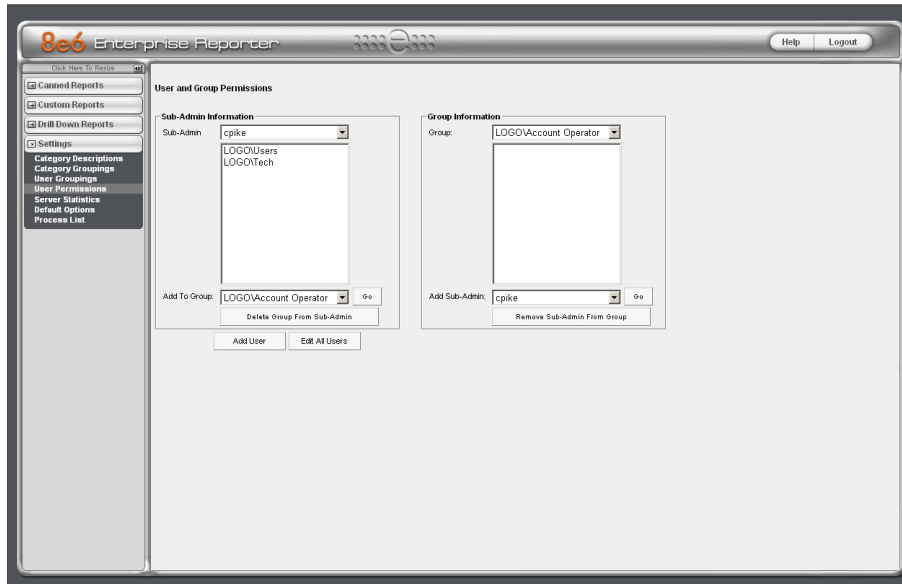 8e6 Enterprise Reporter
Help
Logout
Click Here To Resize
Canned Reports
Custom Reports
Drill Down Reports
Settings
Category Descriptions
Category Groupings
User Groupings
User Permissions
Server Statistics
Default Options
Process List
User and Group Permissions
Sub-Admin Information
Sub-Admin
cpike
LOGO\Users
LOGO\Tech
Add To Group:
LOGO\Account Operator
Go
Delete Group From Sub-Admin
Add User
Edit All Users
Group Information
Group:
LOGO\Account Operator
Add Sub-Admin:
cpike
Go
Remove Sub-Admin From Group